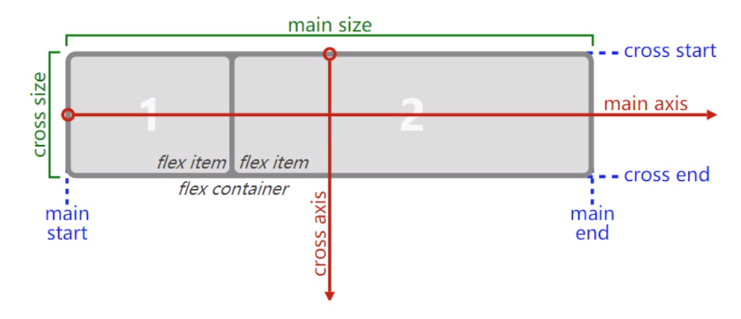 main size
cross start
cross size
1
2
main axis
flex item
flex item
cross end
flex container
cross axis
main
start
main
end